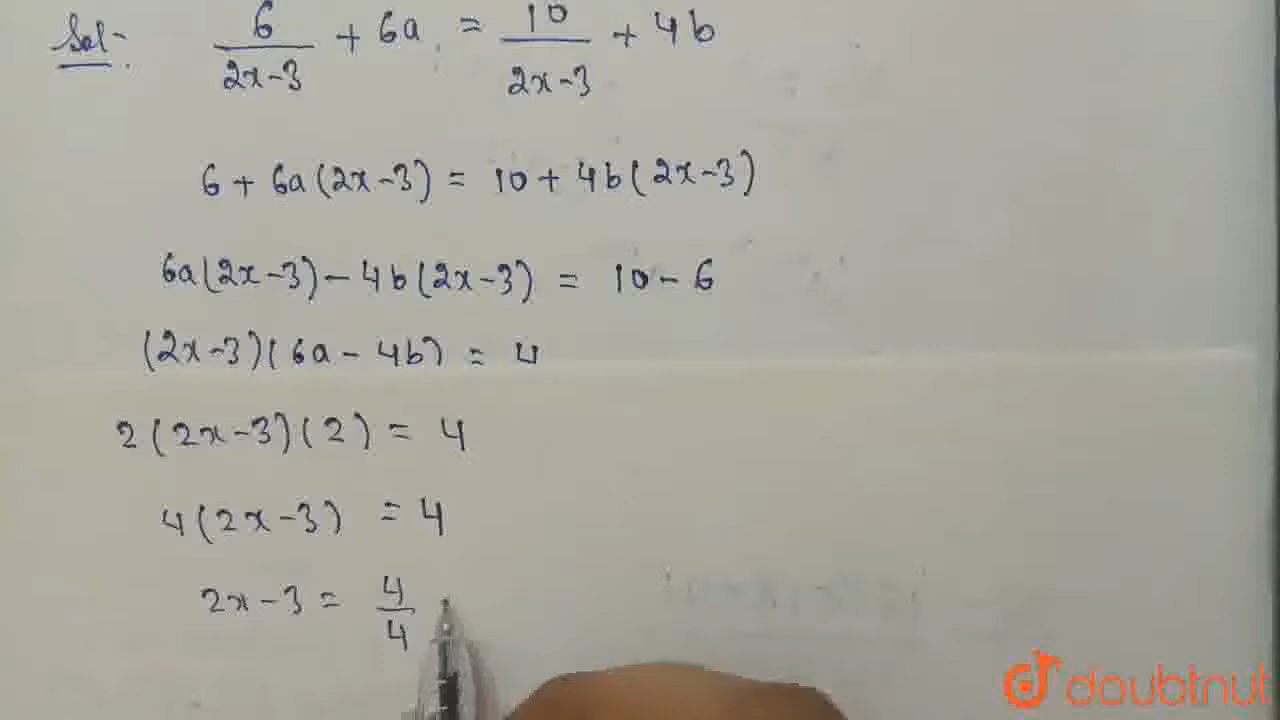 Sol- 6/(2x-3) + 6a = 10/(2x-3) + 4b
6 + 6a(2x-3) = 10 + 4b(2x-3)
6a(2x-3) - 4b(2x-3) = 10 - 6
(2x-3)(6a - 4b) = 4
2(2x-3)(2) = 4
4(2x-3) = 4
2x-3 = 4/4
doubtnut